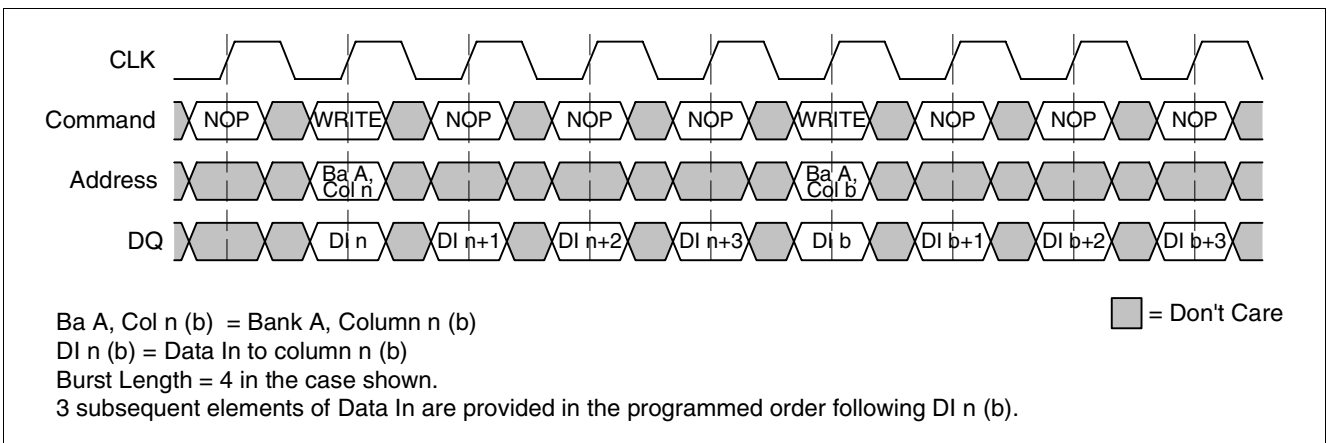 CLK
Command NOP WRITE NOP NOP NOP WRITE NOP NOP NOP
Address Ba A, Col n Ba A, Col b
DQ DI n DI n+1 DI n+2 DI n+3 DI b DI b+1 DI b+2 DI b+3
Ba A, Col n (b) = Bank A, Column n (b)
= Don't Care
DI n (b) = Data In to column n (b)
Burst Length = 4 in the case shown.
3 subsequent elements of Data In are provided in the programmed order following DI n (b).